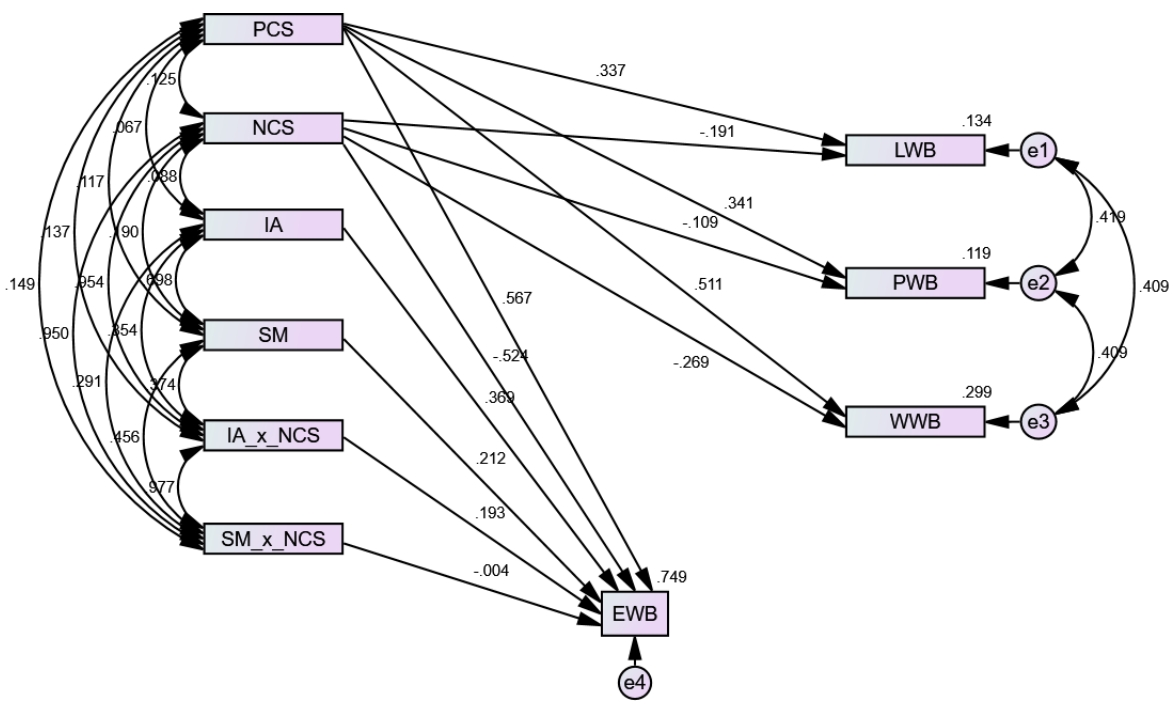 PCS
.125
.337
.134
NCS
-.191
LWB
e1
.067
.088
.117
.341
.419
IA
-.109
.137
.190
.119
.149
.954
.698
.567
.511
PWB
e2
.409
.950
.354
SM
-.524
-.269
.409
.291
.374
.369
.299
.456
IA_x_NCS
.212
WWB
e3
.977
.193
SM_x_NCS
-.004
.749
EWB
e4